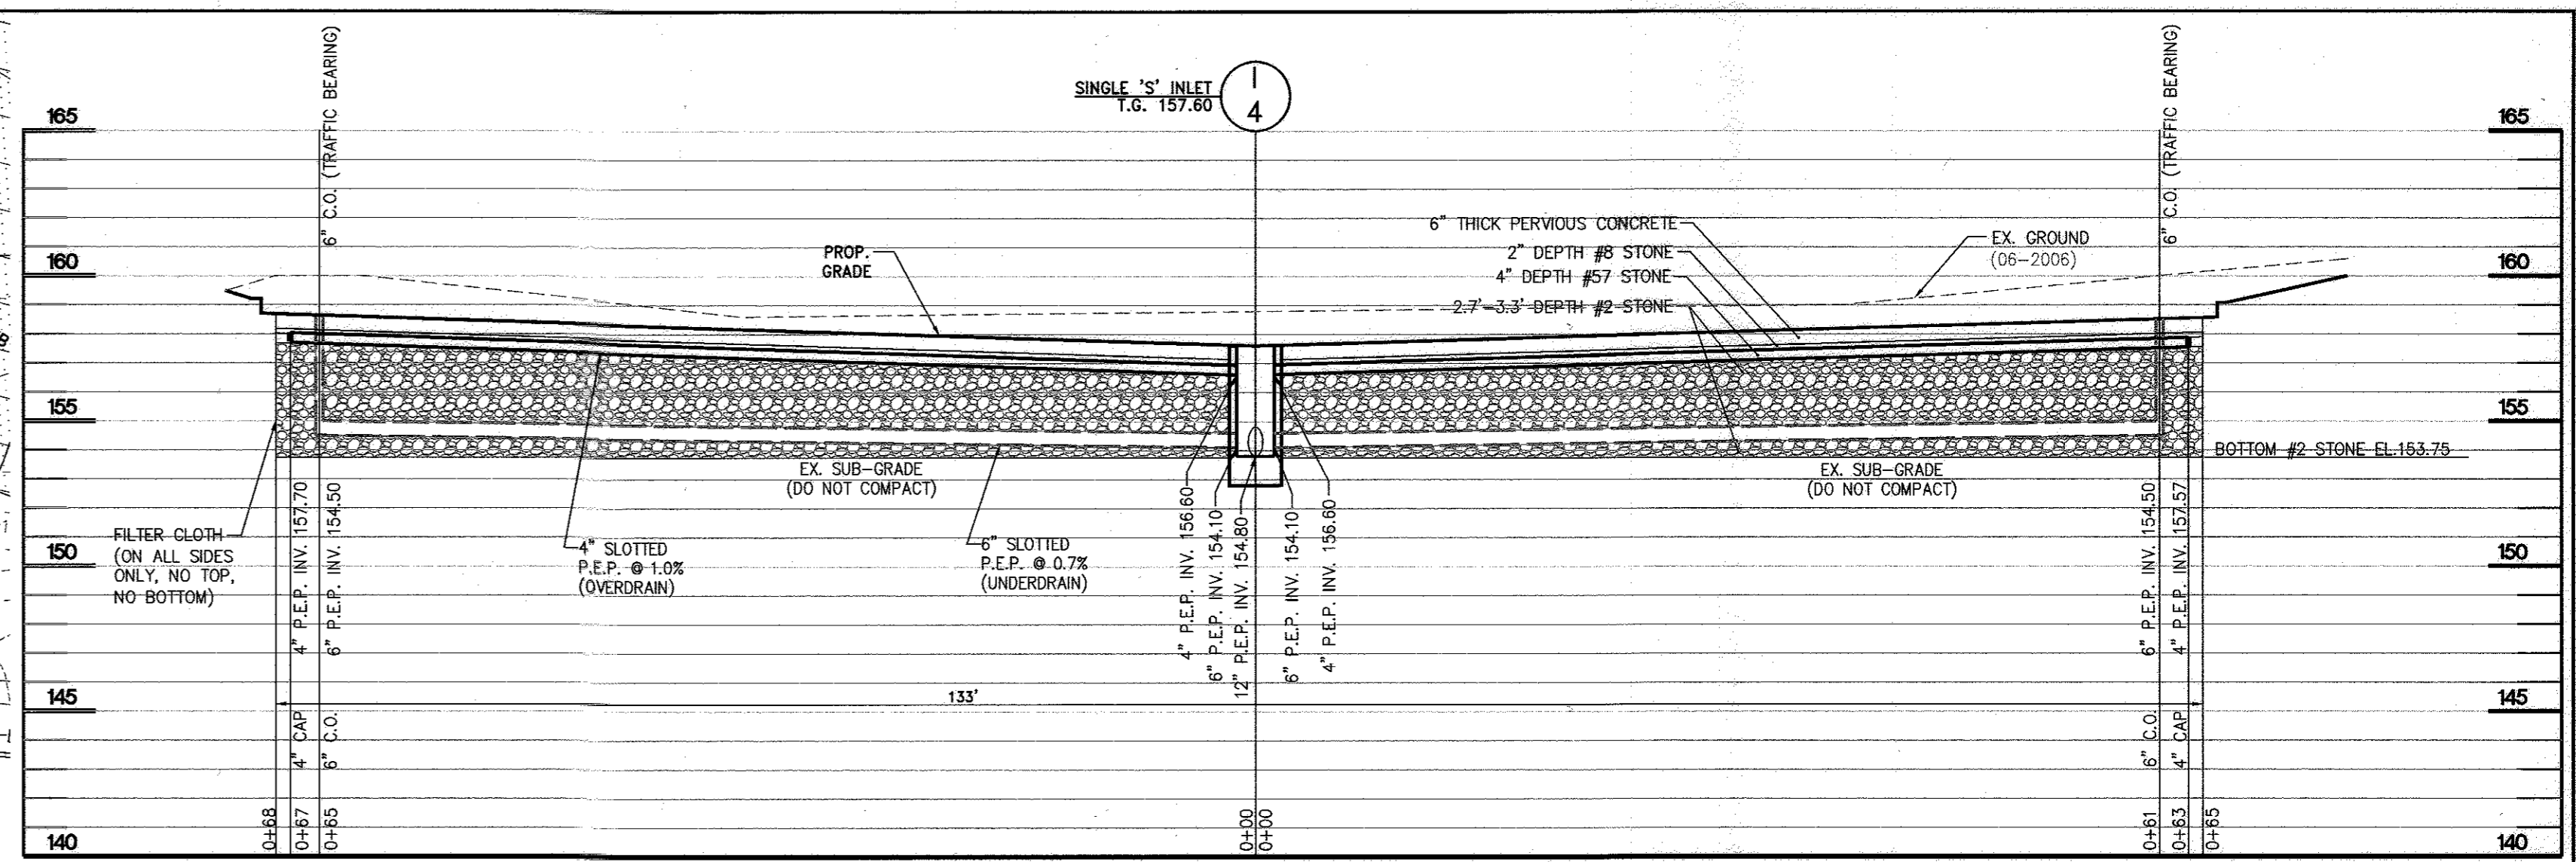 6" C.O. (TRAFFIC BEARING)
SINGLE 'S' INLET
T.G. 157.60
1
4
6" C.O. (TRAFFIC BEARING)
165
165
160
160
155
155
150
150
145
145
140
140
PROP.
GRADE
6" THICK PERVIOUS CONCRETE
2" DEPTH #8 STONE
4" DEPTH #57 STONE
2.7'-3.3' DEPTH #2 STONE
EX. GROUND
(06-2006)
BOTTOM #2 STONE EL.153.75
EX. SUB-GRADE
(DO NOT COMPACT)
EX. SUB-GRADE
(DO NOT COMPACT)
FILTER CLOTH
(ON ALL SIDES
ONLY, NO TOP,
NO BOTTOM)
4" P.E.P. INV. 157.70
6" P.E.P. INV. 154.50
4" SLOTTED
P.E.P. @ 1.0%
(OVERDRAIN)
6" SLOTTED
P.E.P. @ 0.7%
(UNDERDRAIN)
4" P.E.P. INV. 156.60
6" P.E.P. INV. 154.10
12" P.E.P. INV. 154.80
6" P.E.P. INV. 154.10
4" P.E.P. INV. 156.60
6" P.E.P. INV. 154.50
4" P.E.P. INV. 157.57
133'
4" CAP
6" C.O.
6" C.O.
4" CAP
0+68
0+67
0+65
0+00
0+00
0+61
0+63
0+65